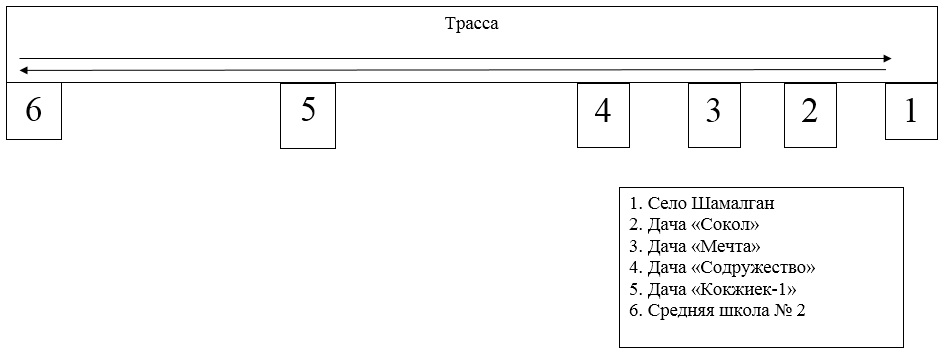 Трасса
6 5 4 3 2 1
1. Село Шамалган
2. Дача «Сокол»
3. Дача «Мечта»
4. Дача «Содружество»
5. Дача «Кокжиек-1»
6. Средняя школа № 2